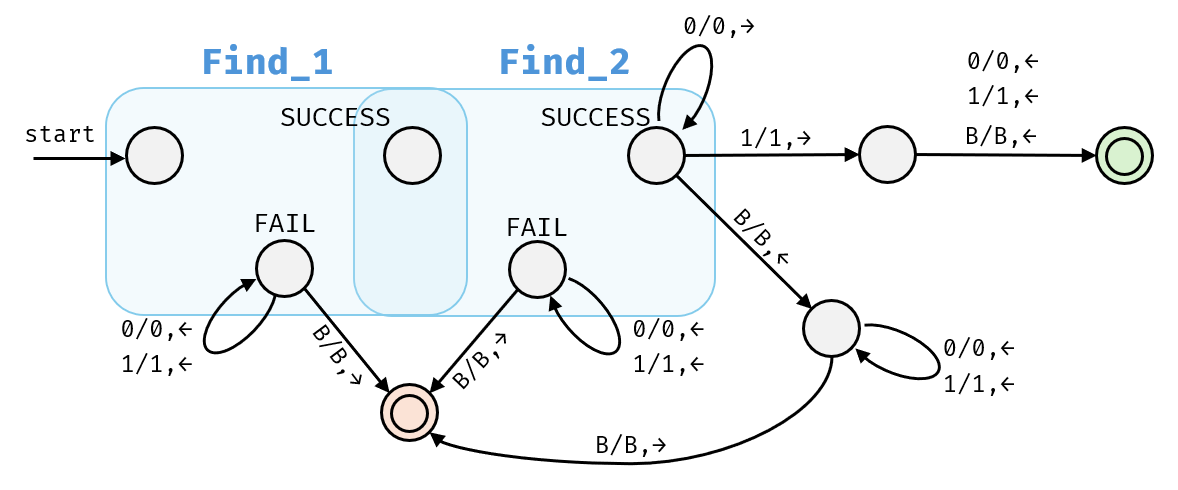 0/0,→
Find_1
Find_2
0/0,←
1/1,←
SUCCESS
SUCCESS
start
1/1,→
B/B,←
FAIL
FAIL
B/B,←
0/0,←
1/1,←
B/B,→
B/B,→
0/0,←
1/1,←
0/0,←
1/1,←
B/B,→